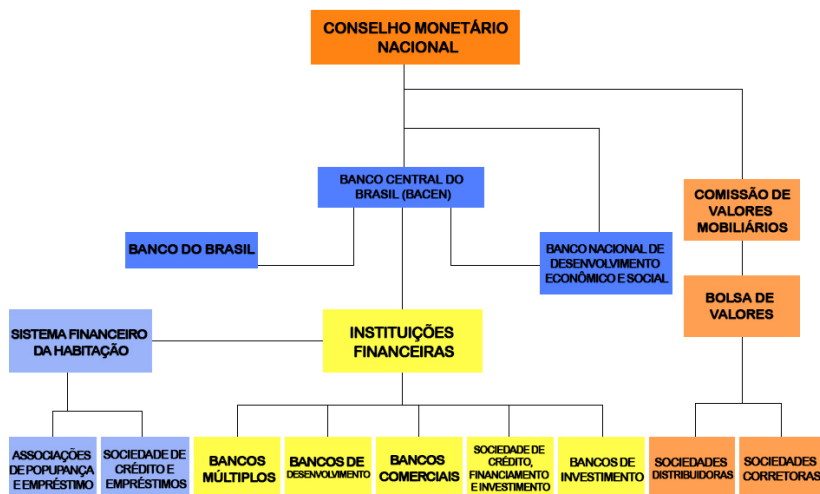 CONSELHO MONETÁRIO
NACIONAL
BANCO CENTRAL DO
BRASIL (BACEN)
COMISSÃO DE
VALORES
MOBILIÁRIOS
BANCO DO BRASIL
BANCO NACIONAL DE
DESENVOLVIMENTO
ECONÔMICO E SOCIAL
BOLSA DE
VALORES
SISTEMA FINANCEIRO
DA HABITAÇÃO
INSTITUIÇÕES
FINANCEIRAS
ASSOCIAÇÕES
DE POPUPANÇA
E EMPRÉSTIMO
SOCIEDADE DE
CRÉDITO E
EMPRÉSTIMOS
BANCOS
MÚLTIPLOS
BANCOS DE
DESENVOLVIMENTO
BANCOS
COMERCIAIS
SOCIEDADE DE
CRÉDITO,
FINANCIAMENTO
E INVESTIMENTO
BANCOS DE
INVESTIMENTO
SOCIEDADES
DISTRIBUIDORAS
SOCIEDADES
CORRETORAS